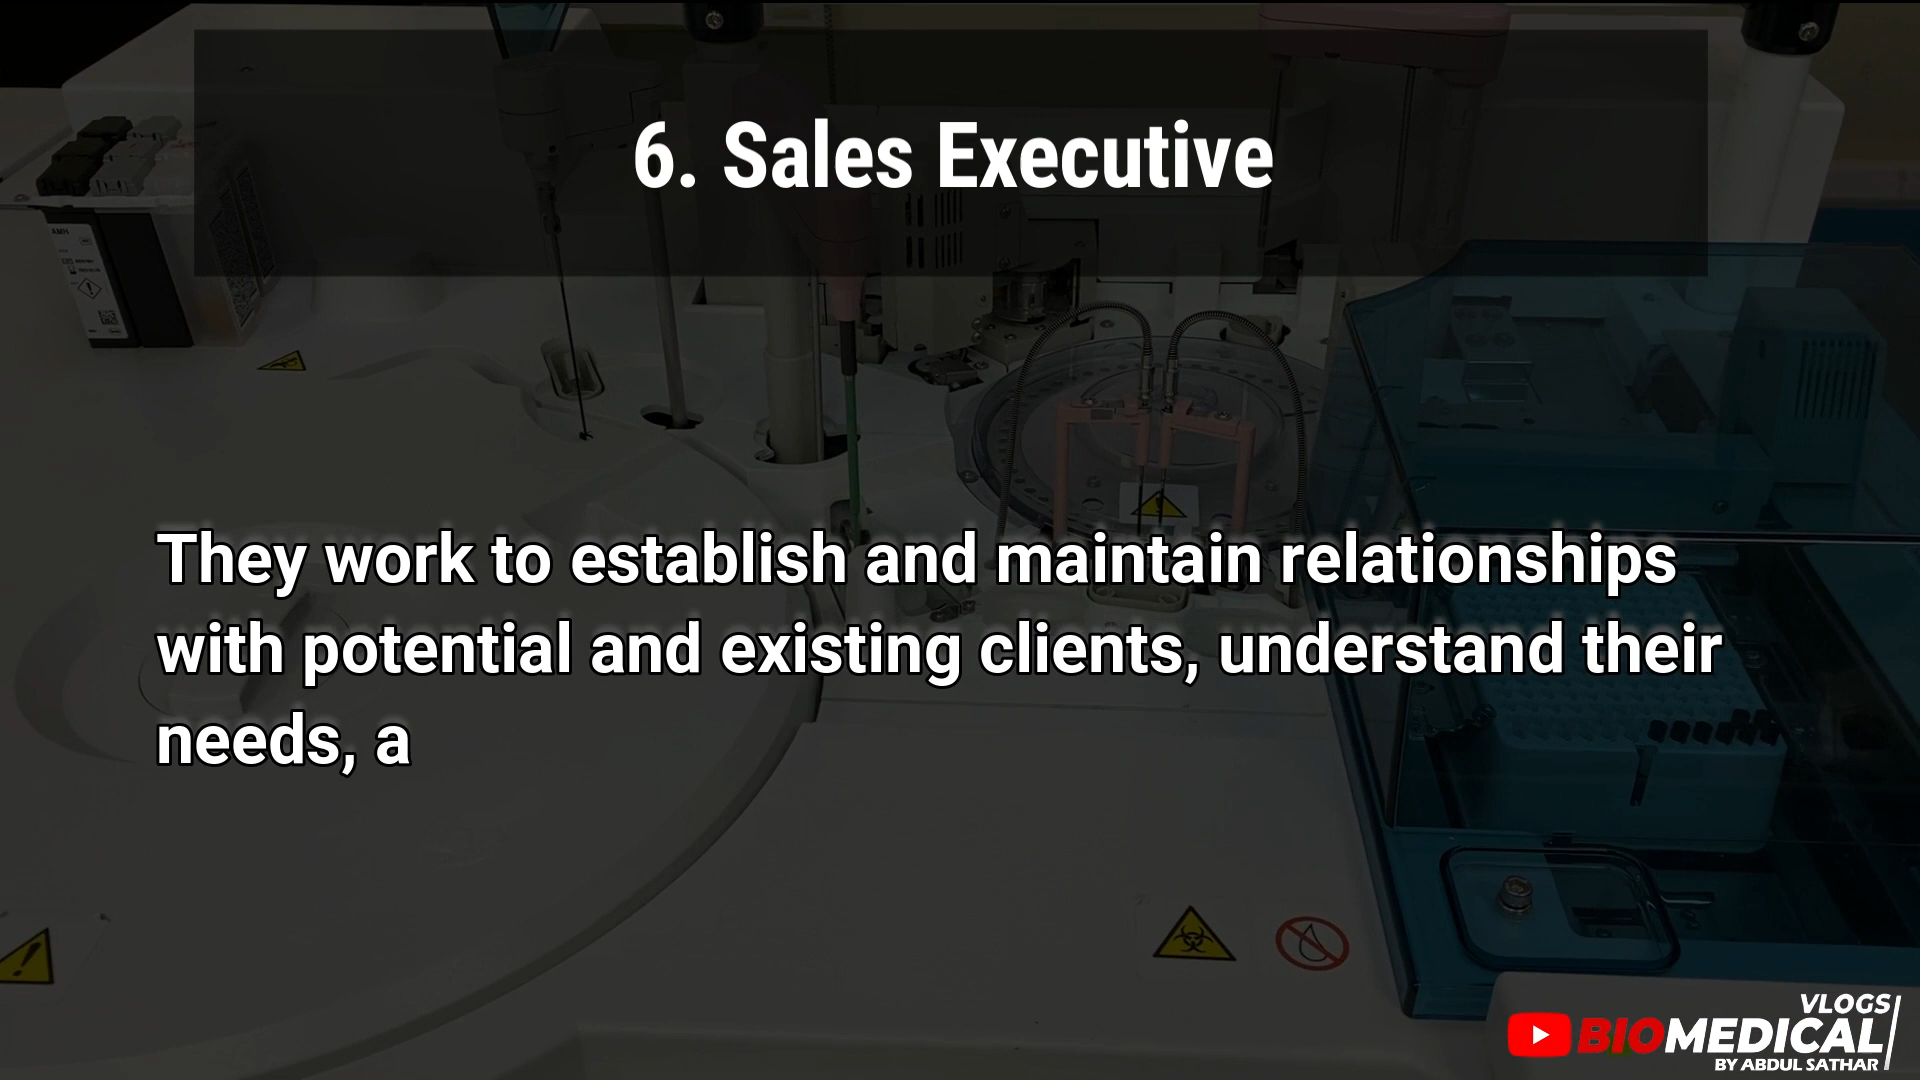 6. Sales Executive
AMH
They work to establish and maintain relationships
with potential and existing clients, understand their
needs, a
VLOGS
BIOMEDICAL
BY ABDUL SATHAR